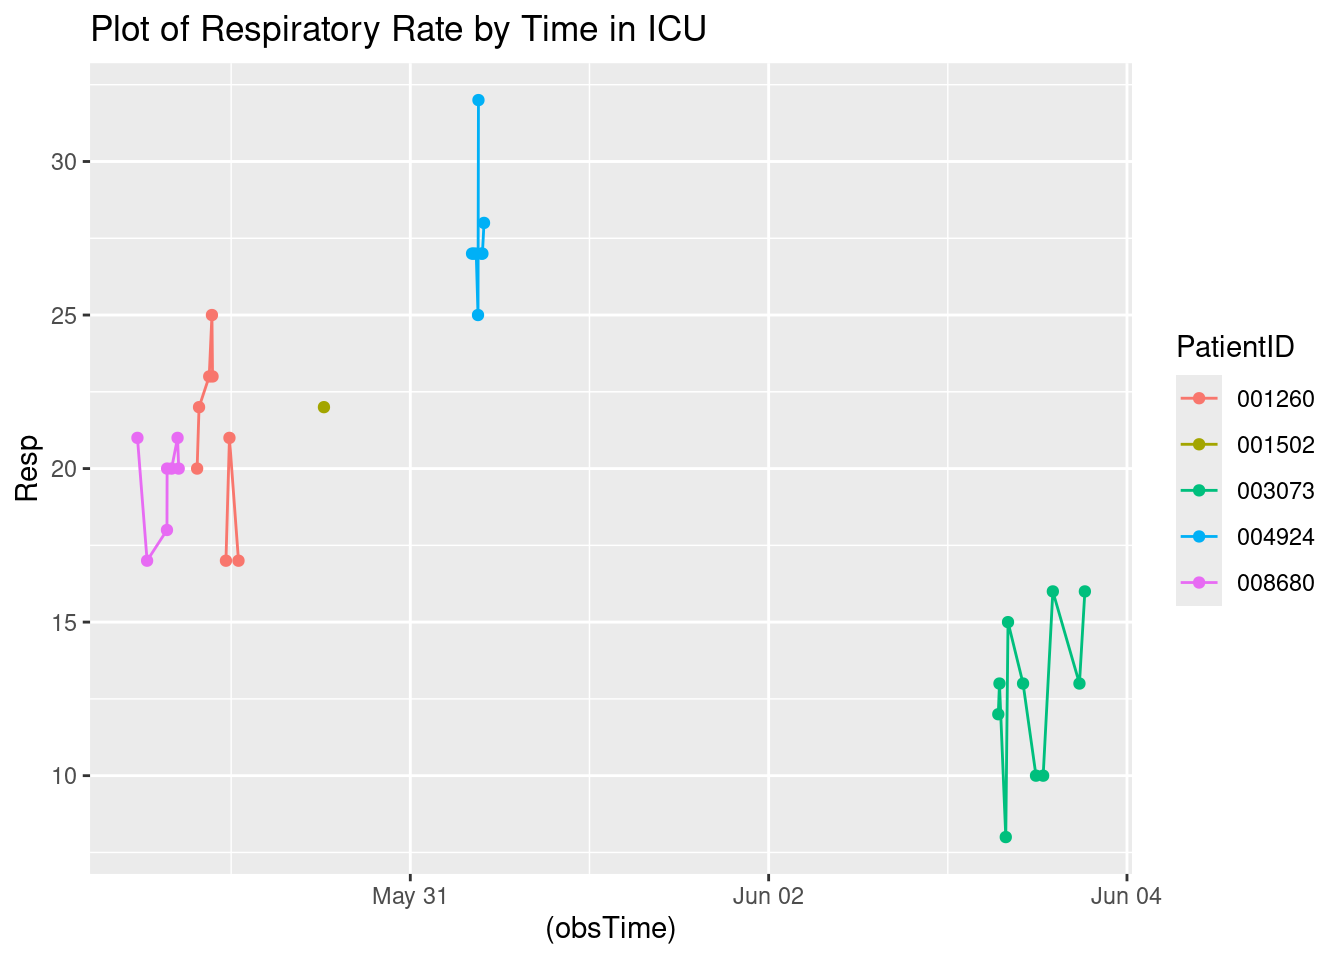 Plot of Respiratory Rate by Time in ICU
30
25
20
15
10
Resp
May 31
Jun 02
Jun 04
(obsTime)
PatientID
001260
001502
003073
004924
008680